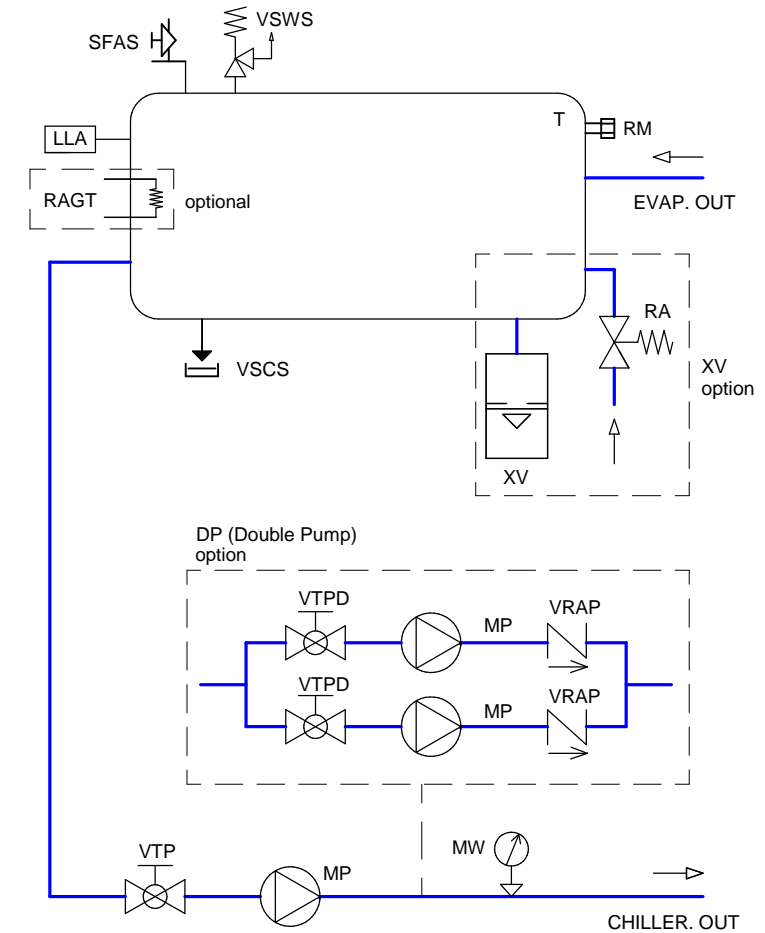 VSWS
SFAS
T
RM
LLA
RAGT
optional
EVAP. OUT
RA
XV
option
VSCS
XV
DP (Double Pump)
option
VTPD
MP
VRAP
VTPD
MP
VRAP
VTP
MP
MW
CHILLER. OUT